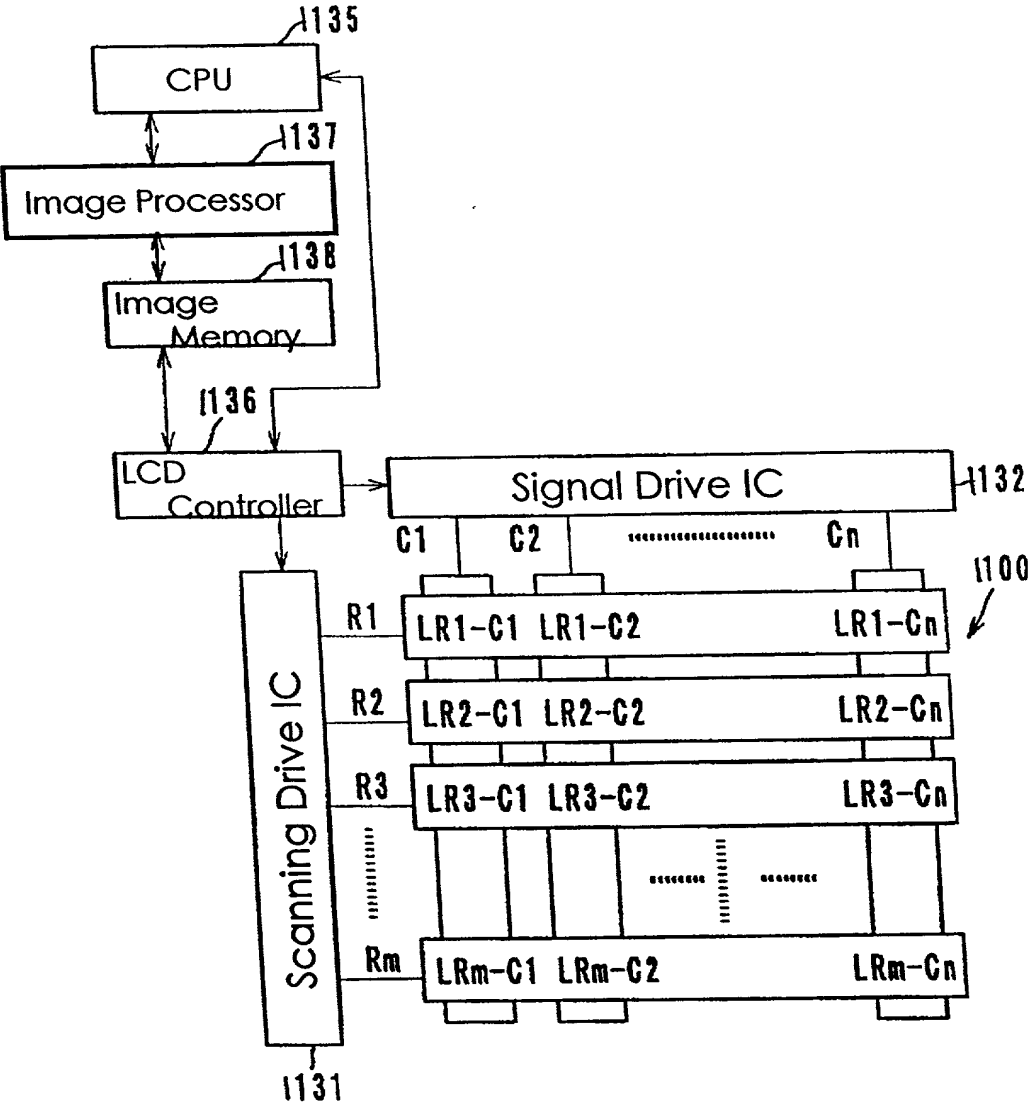 1135
CPU
1137
Image Processor
1138
Image
Memory
1136
LCD
Controller
Signal Drive IC
1132
C1
C2
Cn
1100
R1
LR1-C1
LR1-C2
LR1-Cn
R2
LR2-C1
LR2-C2
LR2-Cn
R3
LR3-C1
LR3-C2
LR3-Cn
Scanning Drive IC
Rm
LRm-C1
LRm-C2
LRm-Cn
1131